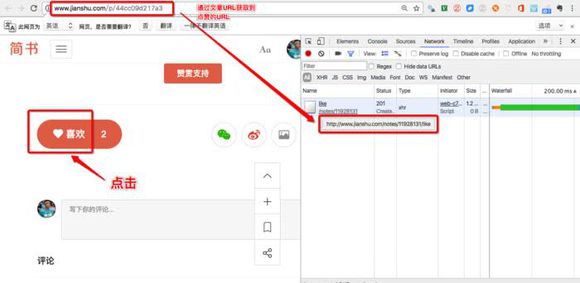 www.jianshu.com/p/44cc09d217a3
通过文章URL获取到
点赞的URL
此网页为
英语
网页，是否需要翻译？
否
翻译
一律不翻译英语
选项
简书
Aa
赞赏支持
喜欢
2
点击
写下你的评论...
评论
Elements
Console
Sources
Network
Timeline
View:
Preserve log
Disable cache
Offline
No throttling
Filter
Regex
Hide data URLs
All XHR JS CSS Img Media Font Doc WS Manifest Other
Name
Status
Type
Initiator
Size
Waterfall
200.00 ms
like
/notes/11928131
201
Create..
xhr
web-c7...
Script
1.2 ...
0 B
http://www.jianshu.com/notes/11928131/like